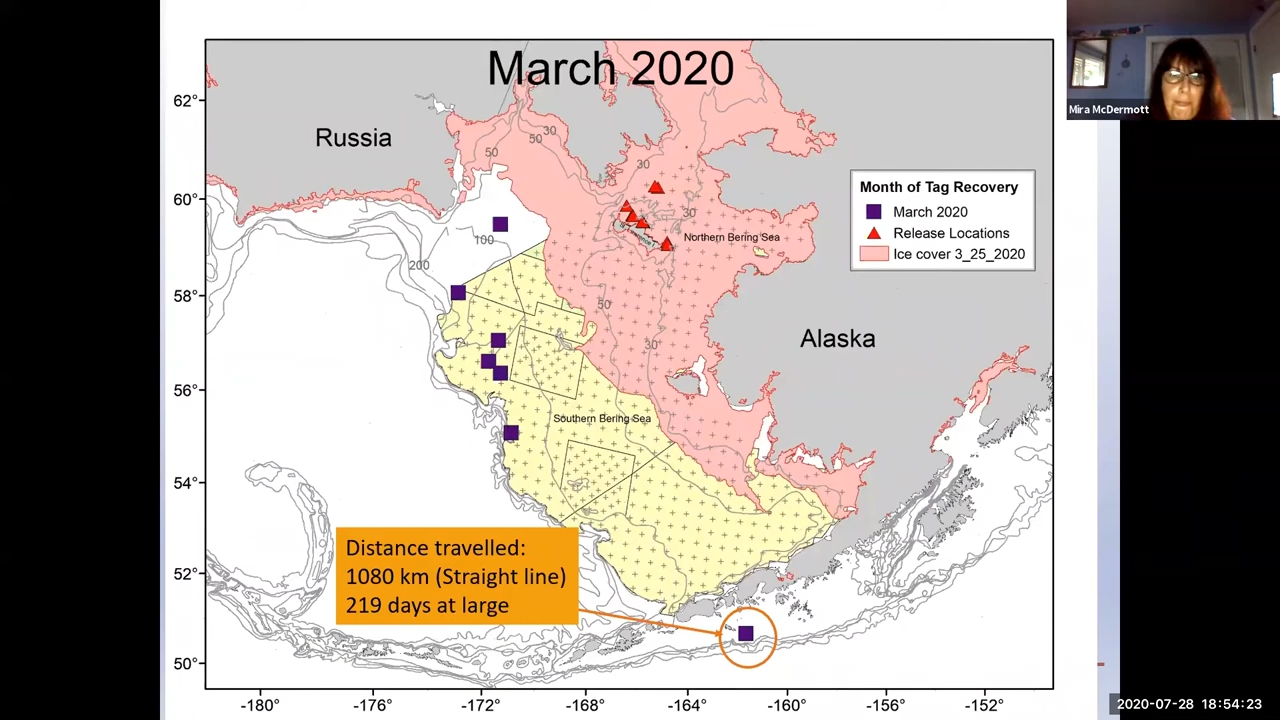 March 2020
Mira McDermott
62°
60°
58°
56°
54°
52°
50°
Russia
50
50
30
30
30
100
200
50
30
Northern Bering Sea
Month of Tag Recovery
March 2020
Release Locations
Ice cover 3_25_2020
Alaska
Southern Bering Sea
Distance travelled:
1080 km (Straight line)
219 days at large
-180°
-176°
-172°
-168°
-164°
-160°
-156°
-152°
2020-07-28 18:54:23